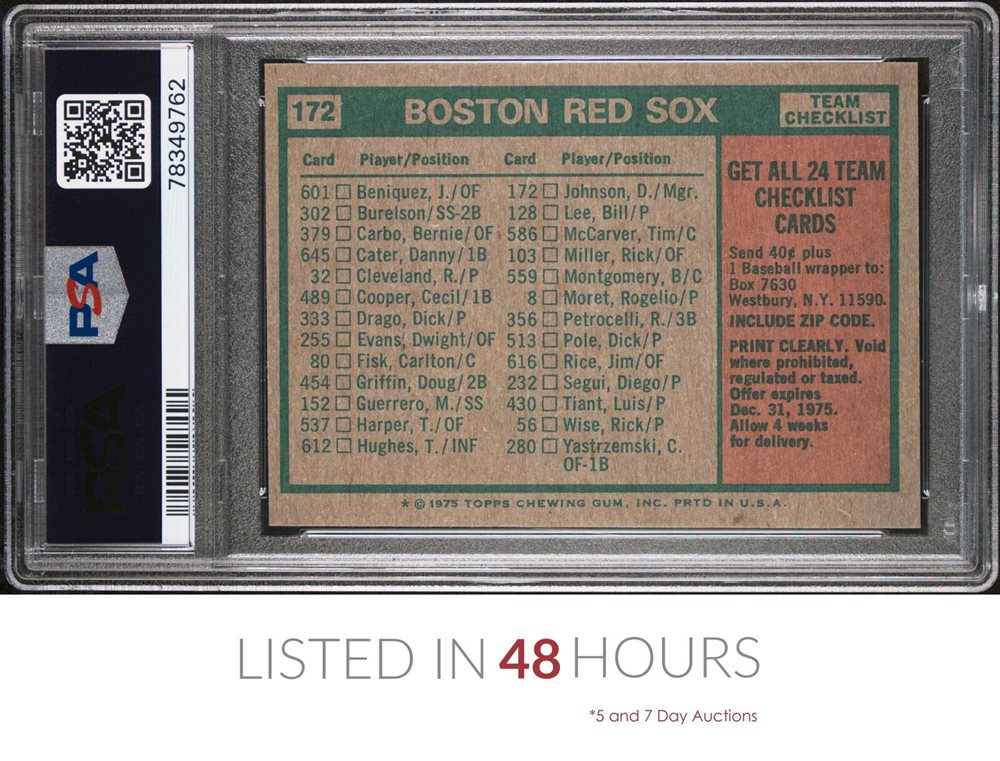 78349762
PSA
PSA
172 BOSTON RED SOX TEAM CHECKLIST
Card Player/Position Card Player/Position
601 Beniquez, J./OF 172 Johnson, D./Mgr.
302 Burelson/SS-2B 128 Lee, Bill/P
379 Carbo, Bernie/OF 586 McCarver, Tim/C
645 Cater, Danny/1B 103 Miller, Rick/OF
32 Cleveland, R./P 559 Montgomery, B/C
489 Cooper, Cecil/1B 8 Moret, Rogelio/P
333 Drago, Dick/P 356 Petrocelli, R./3B
255 Evans, Dwight/OF 513 Pole, Dick/P
80 Fisk, Carlton/C 616 Rice, Jim/OF
454 Griffin, Doug/2B 232 Segui, Diego/P
152 Guerrero, M./SS 430 Tiant, Luis/P
537 Harper, T./OF 56 Wise, Rick/P
612 Hughes, T./INF 280 Yastrzemski, C.
OF-1B
GET ALL 24 TEAM
CHECKLIST
CARDS
Send 40¢ plus
1 Baseball wrapper to:
Box 7630
Westbury, N.Y. 11590.
INCLUDE ZIP CODE.
PRINT CLEARLY. Void
where prohibited,
regulated or taxed.
Offer expires
Dec. 31, 1975.
Allow 4 weeks
for delivery.
* © 1975 TOPPS CHEWING GUM, INC. PRTD IN U.S.A.
LISTED IN 48 HOURS
*5 and 7 Day Auctions